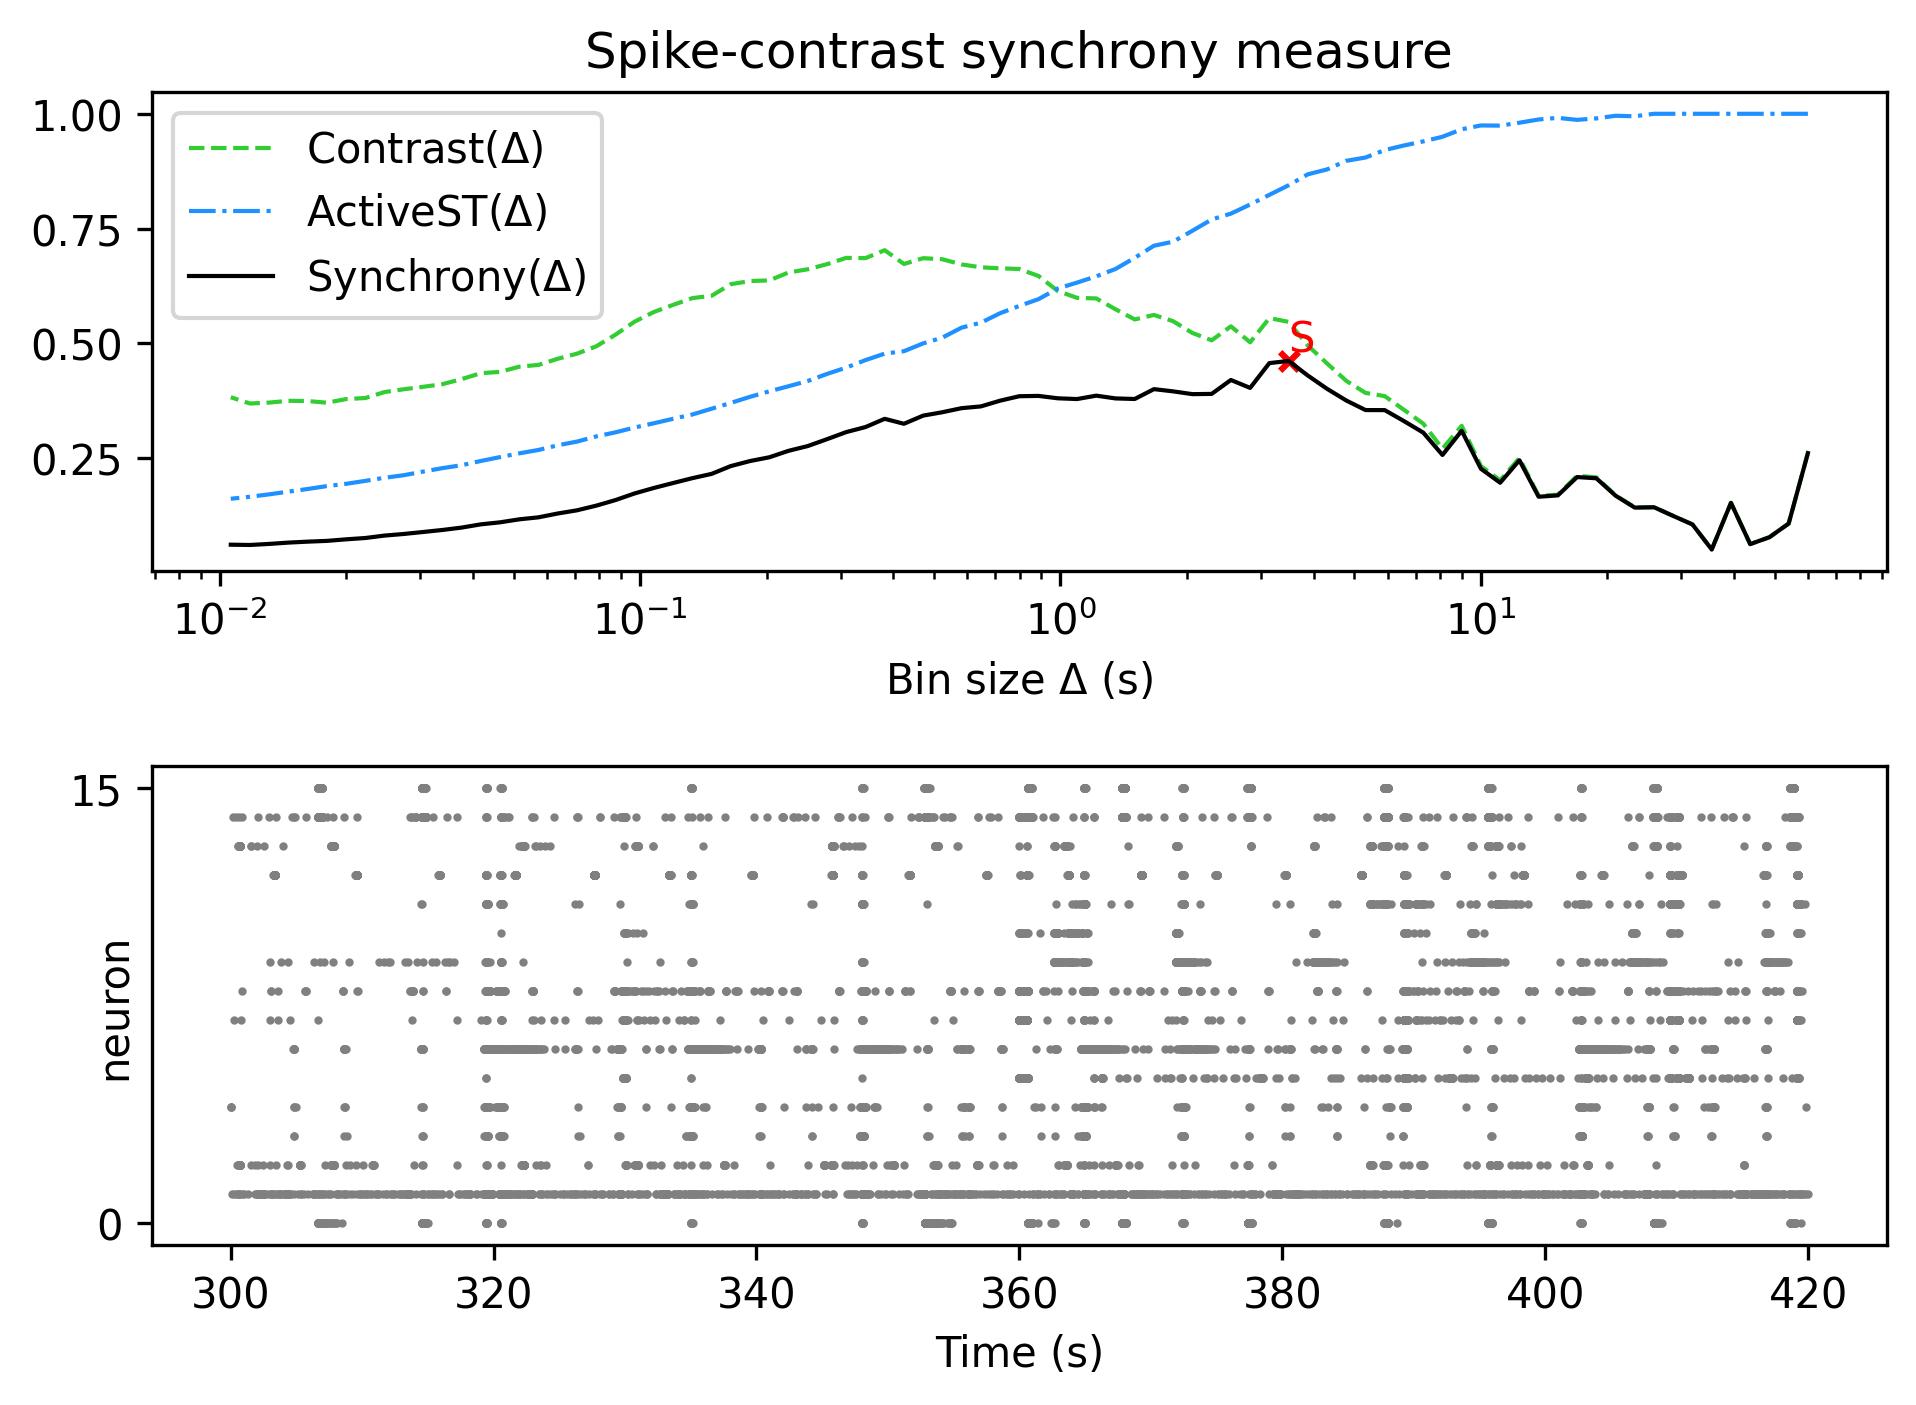 Spike-contrast synchrony measure
1.00
0.75
0.50
0.25
Contrast(Δ)
ActiveST(Δ)
Synchrony(Δ)
S
10⁻² 10⁻¹ 10⁰ 10¹
Bin size Δ (s)
15
0
neuron
300 320 340 360 380 400 420
Time (s)